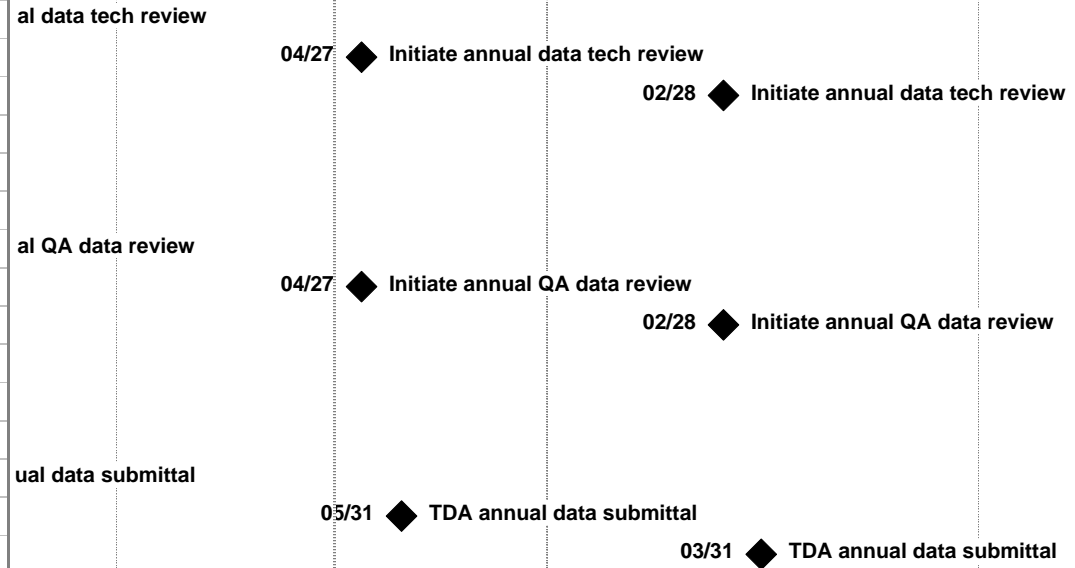 al data tech review
04/27 Initiate annual data tech review
02/28 Initiate annual data tech review
al QA data review
04/27 Initiate annual QA data review
02/28 Initiate annual QA data review
ual data submittal
05/31 TDA annual data submittal
03/31 TDA annual data submittal